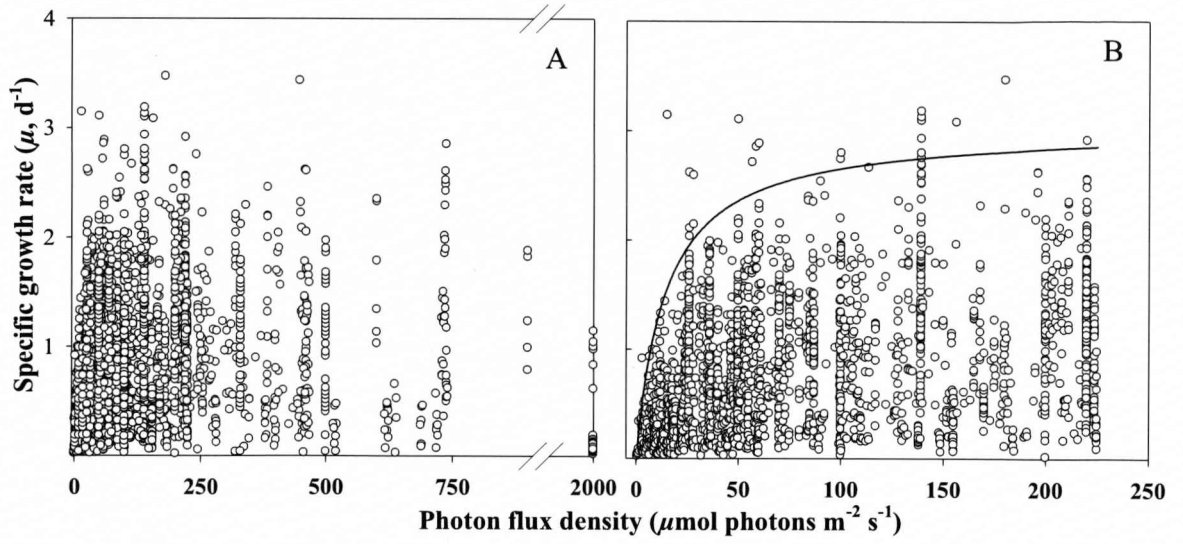 4
3
2
1
Specific growth rate (μ, d⁻¹)
A
B
0 250 500 750 2000
0 50 100 150 200 250
Photon flux density (μmol photons m⁻² s⁻¹)